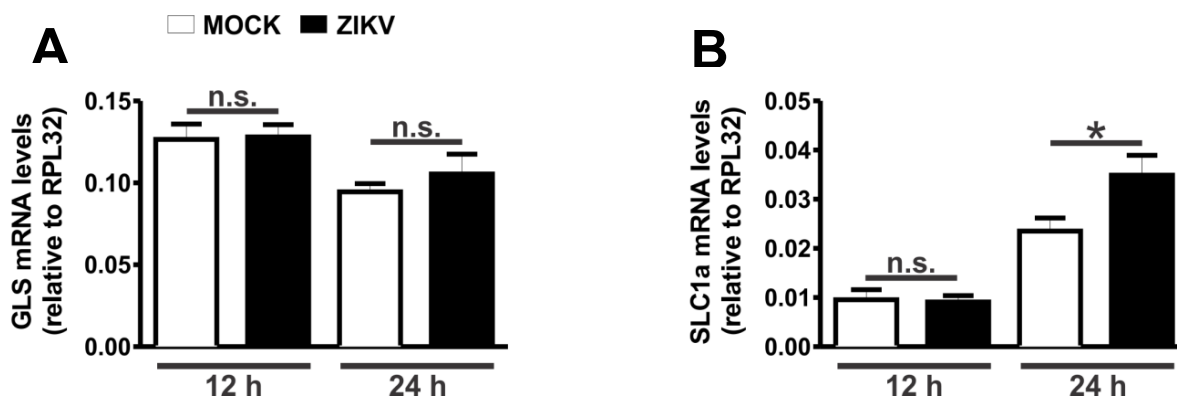 MOCK ZIKV
A
GLS mRNA levels
(relative to RPL32)
0.15
0.10
0.05
0.00
n.s.
n.s.
12 h
24 h
B
SLC1a mRNA levels
(relative to RPL32)
0.05
0.04
0.03
0.02
0.01
0.00
n.s.
*
12 h
24 h